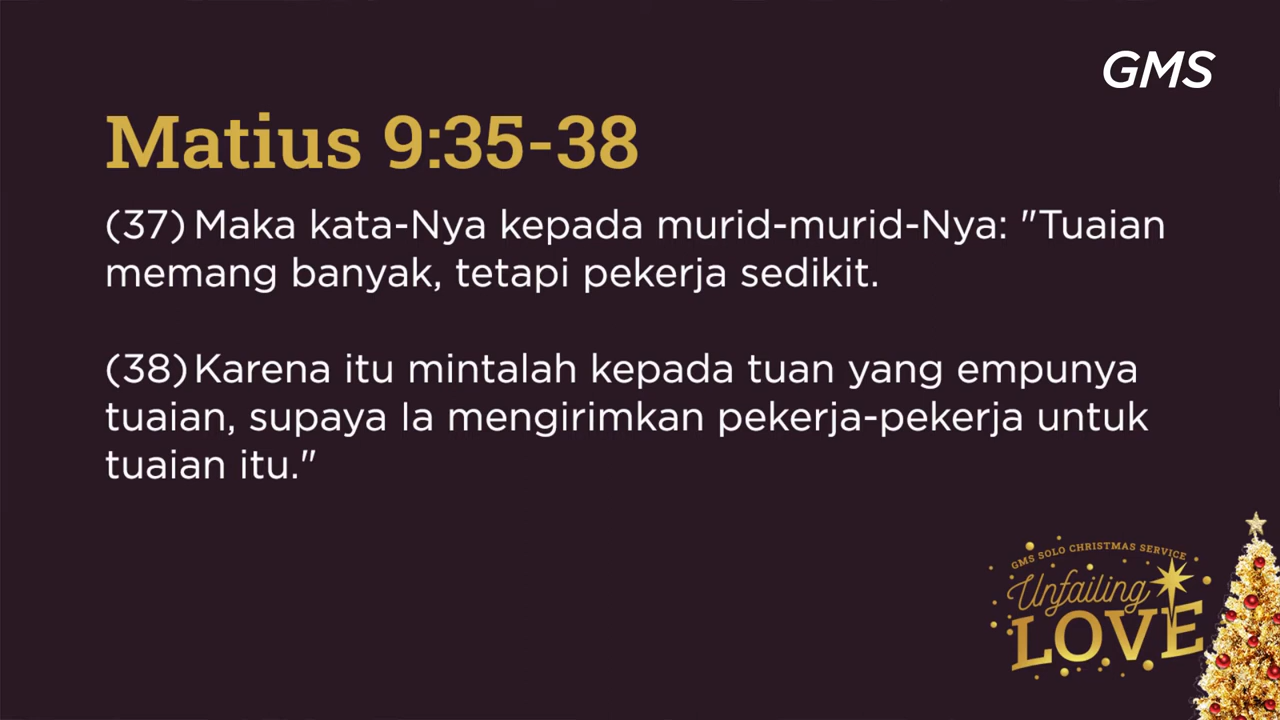 GMS
Matius 9:35-38
(37) Maka kata-Nya kepada murid-murid-Nya: "Tuaian
memang banyak, tetapi pekerja sedikit.
(38) Karena itu mintalah kepada tuan yang empunya
tuaian, supaya Ia mengirimkan pekerja-pekerja untuk
tuaian itu."
GMS SOLO CHRISTMAS SERVICE
Unfailing
LOVE